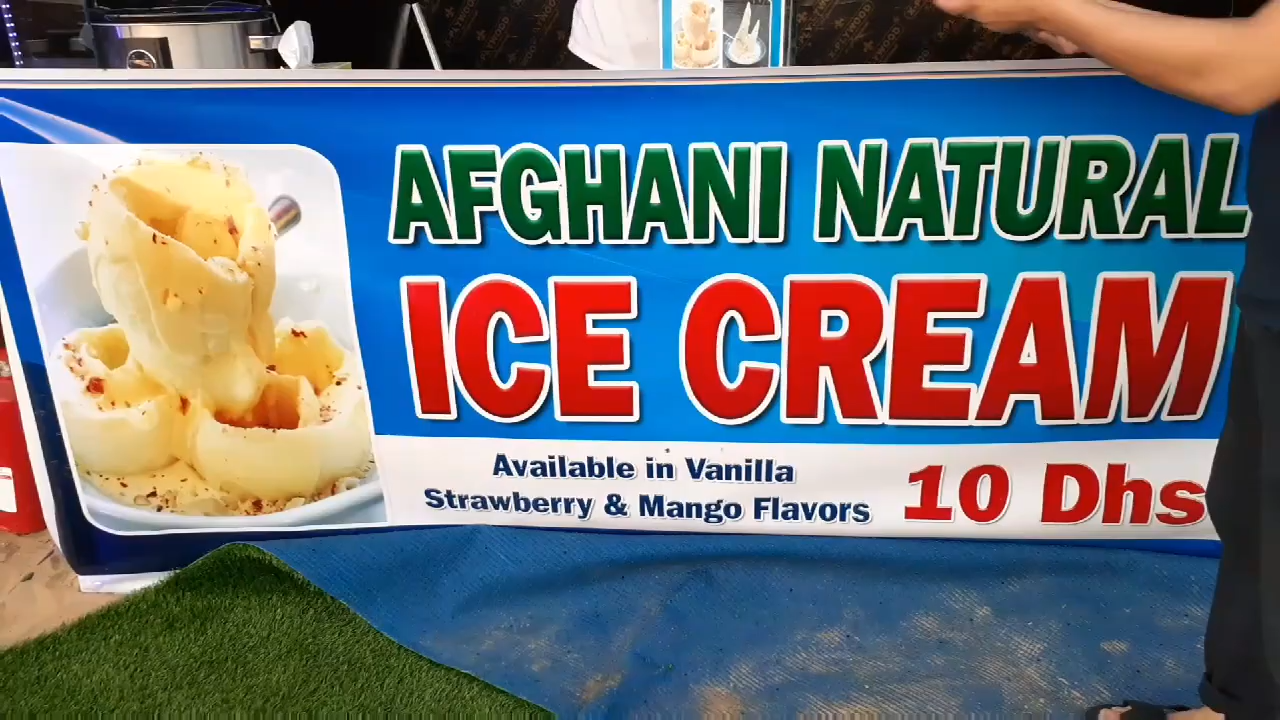 AFGHANI NATURAL
ICE CREAM
Available in Vanilla
Strawberry & Mango Flavors
10 Dhs